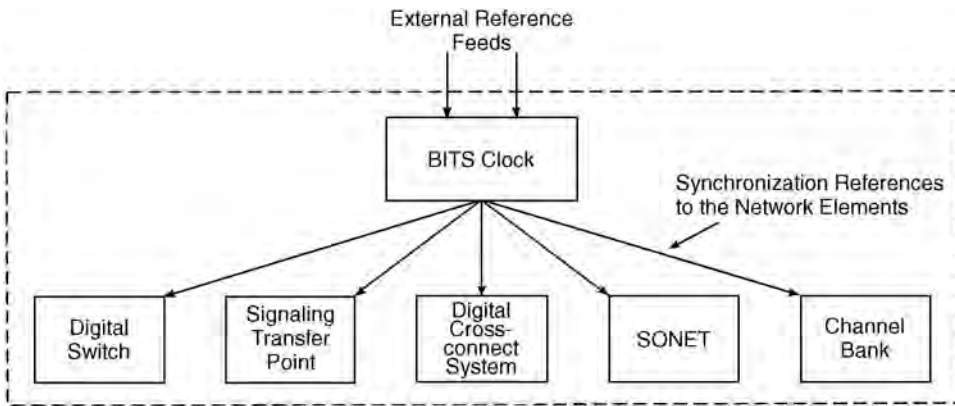 External Reference
Feeds
BITS Clock
Synchronization References
to the Network Elements
Digital
Switch
Signaling
Transfer
Point
Digital
Cross-
connect
System
SONET
Channel
Bank